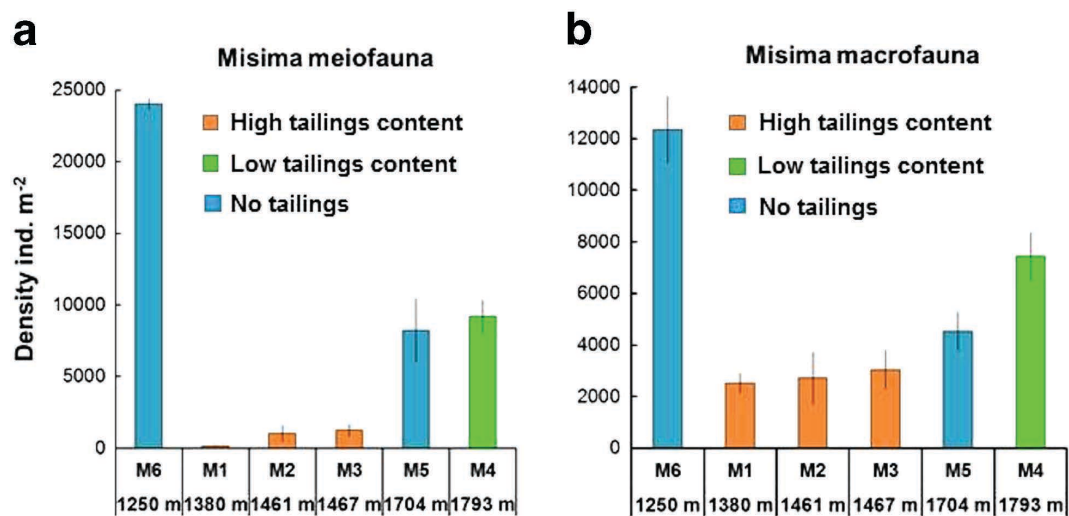 a
Misima meiofauna
Density ind. m-2
25000
20000
15000
10000
5000
0
High tailings content
Low tailings content
No tailings
M6 M1 M2 M3 M5 M4
1250 m 1380 m 1461 m 1467 m 1704 m 1793 m
b
Misima macrofauna
14000
12000
10000
8000
6000
4000
2000
0
High tailings content
Low tailings content
No tailings
M6 M1 M2 M3 M5 M4
1250 m 1380 m 1461 m 1467 m 1704 m 1793 m